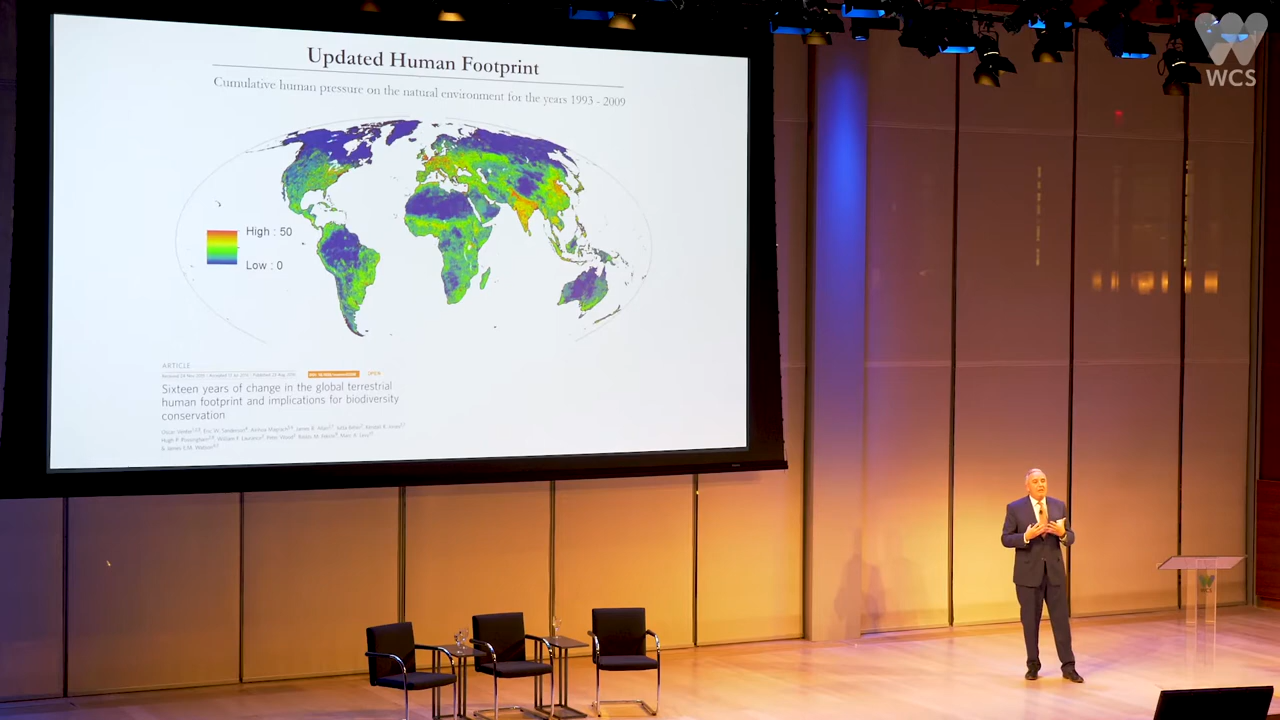 Updated Human Footprint
Cumulative human pressure on the natural environment for the years 1993 - 2009
High : 50
Low : 0
ARTICLE
OPEN
Sixteen years of change in the global terrestrial
human footprint and implications for biodiversity
conservation
WCS